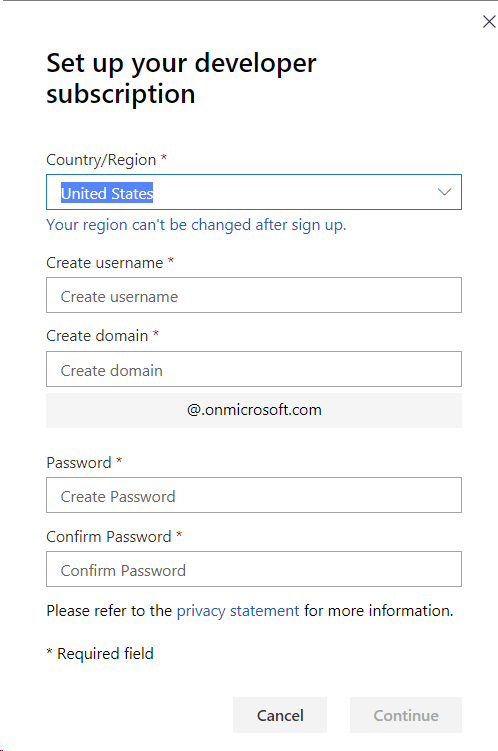 Set up your developer
subscription
Country/Region *
United States
Your region can't be changed after sign up.
Create username *
Create username
Create domain *
Create domain
@.onmicrosoft.com
Password *
Create Password
Confirm Password *
Confirm Password
Please refer to the privacy statement for more information.
* Required field
Cancel Continue